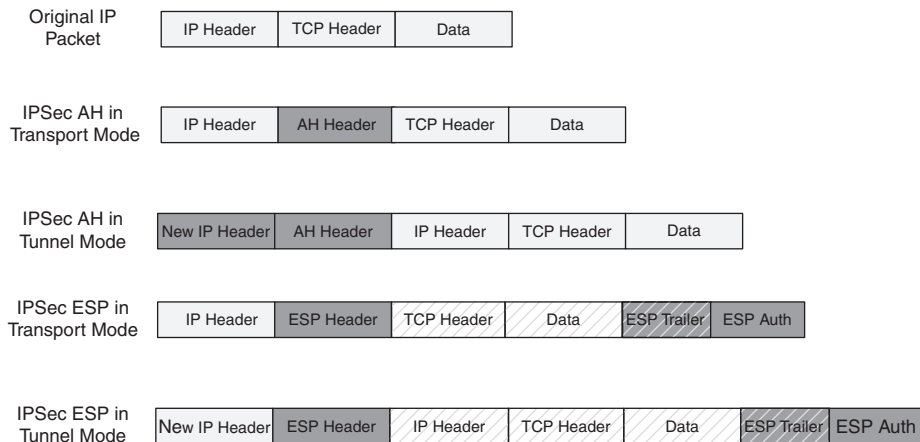 Original IP
Packet
IP Header TCP Header Data
IPSec AH in
Transport Mode
IP Header AH Header TCP Header Data
IPSec AH in
Tunnel Mode
New IP Header AH Header IP Header TCP Header Data
IPSec ESP in
Transport Mode
IP Header ESP Header TCP Header Data ESP Trailer ESP Auth
IPSec ESP in
Tunnel Mode
New IP Header ESP Header IP Header TCP Header Data ESP Trailer ESP Auth